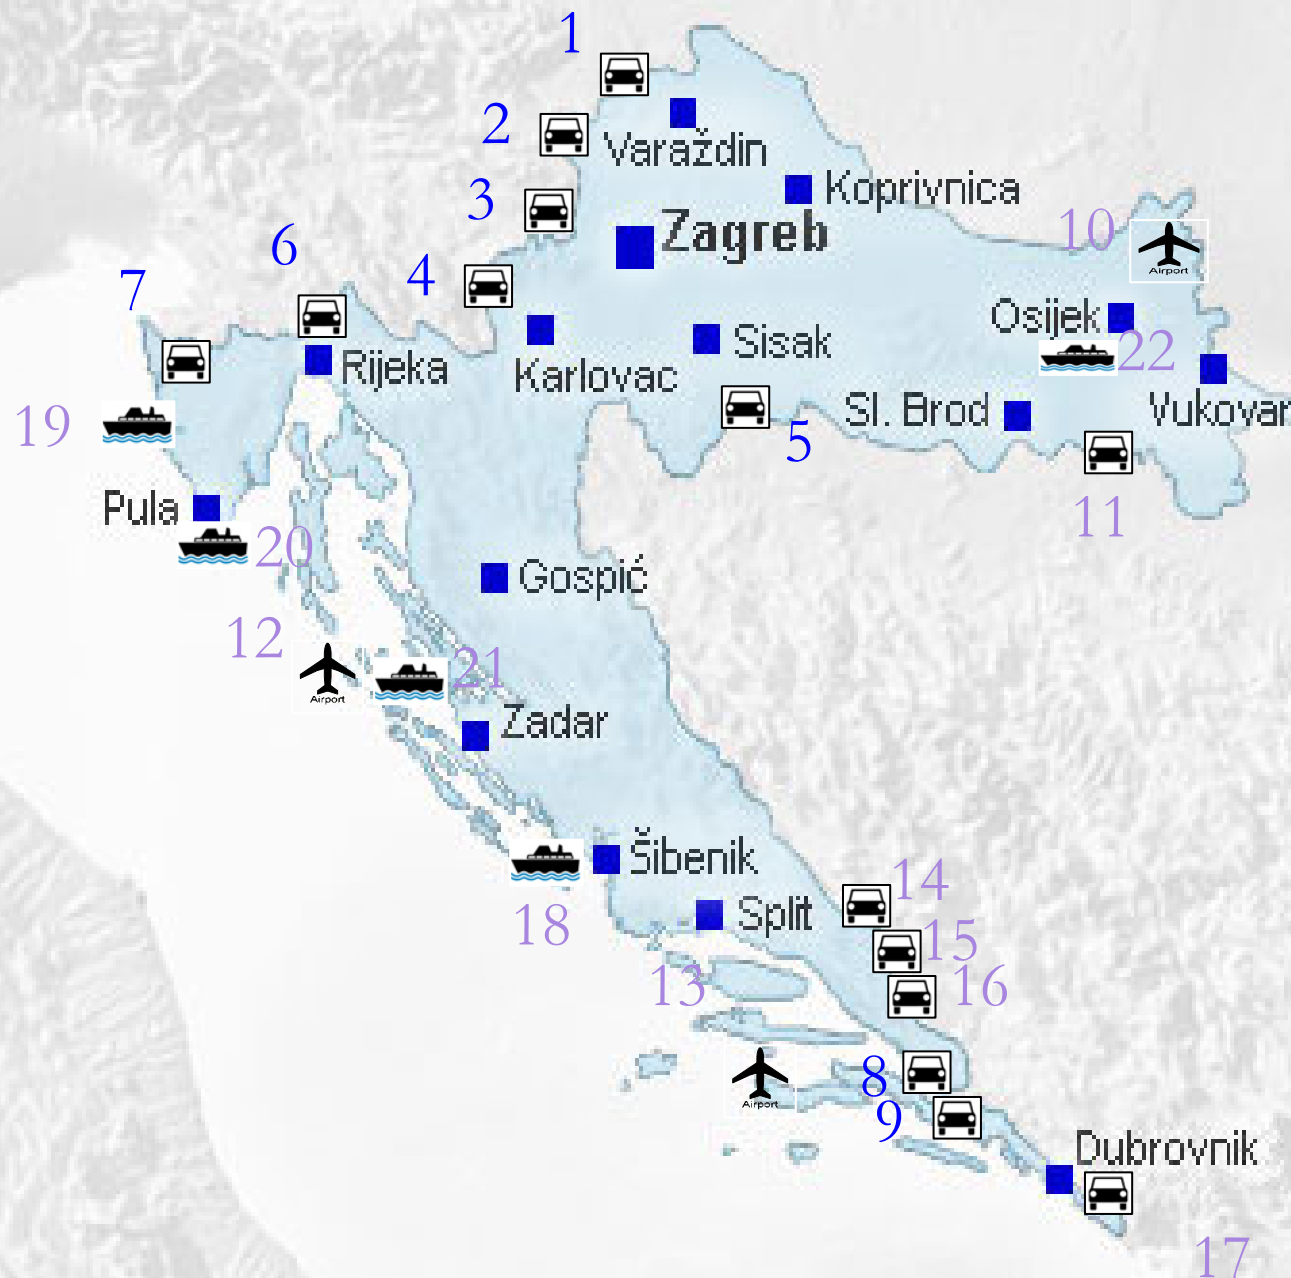 1
2
Varaždin
3
Koprivnica
Zagreb
10
Airport
6
4
7
Osijek
Rijeka
Karlovac
Sisak
22
19
Sl. Brod
Vukovar
5
Pula
11
20
Gospić
12
Airport
21
Zadar
Šibenik
14
18
Split
15
13
16
8
Airport
9
Dubrovnik
17